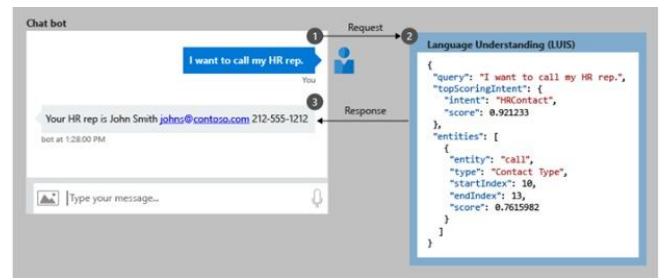 Chat bot
1
Request
2
I want to call my HR rep.
You
3
Response
Your HR rep is John Smith johns@contoso.com 212-555-1212
bot at 1:28:00 PM
Type your message...
Language Understanding (LUIS)
{
"query": "I want to call my HR rep.",
"topScoringIntent": {
"intent": "HRContact",
"score": 0.921233
},
"entities": [
{
"entity": "call",
"type": "Contact Type",
"startIndex": 10,
"endIndex": 13,
"score": 0.7615982
}
]
}